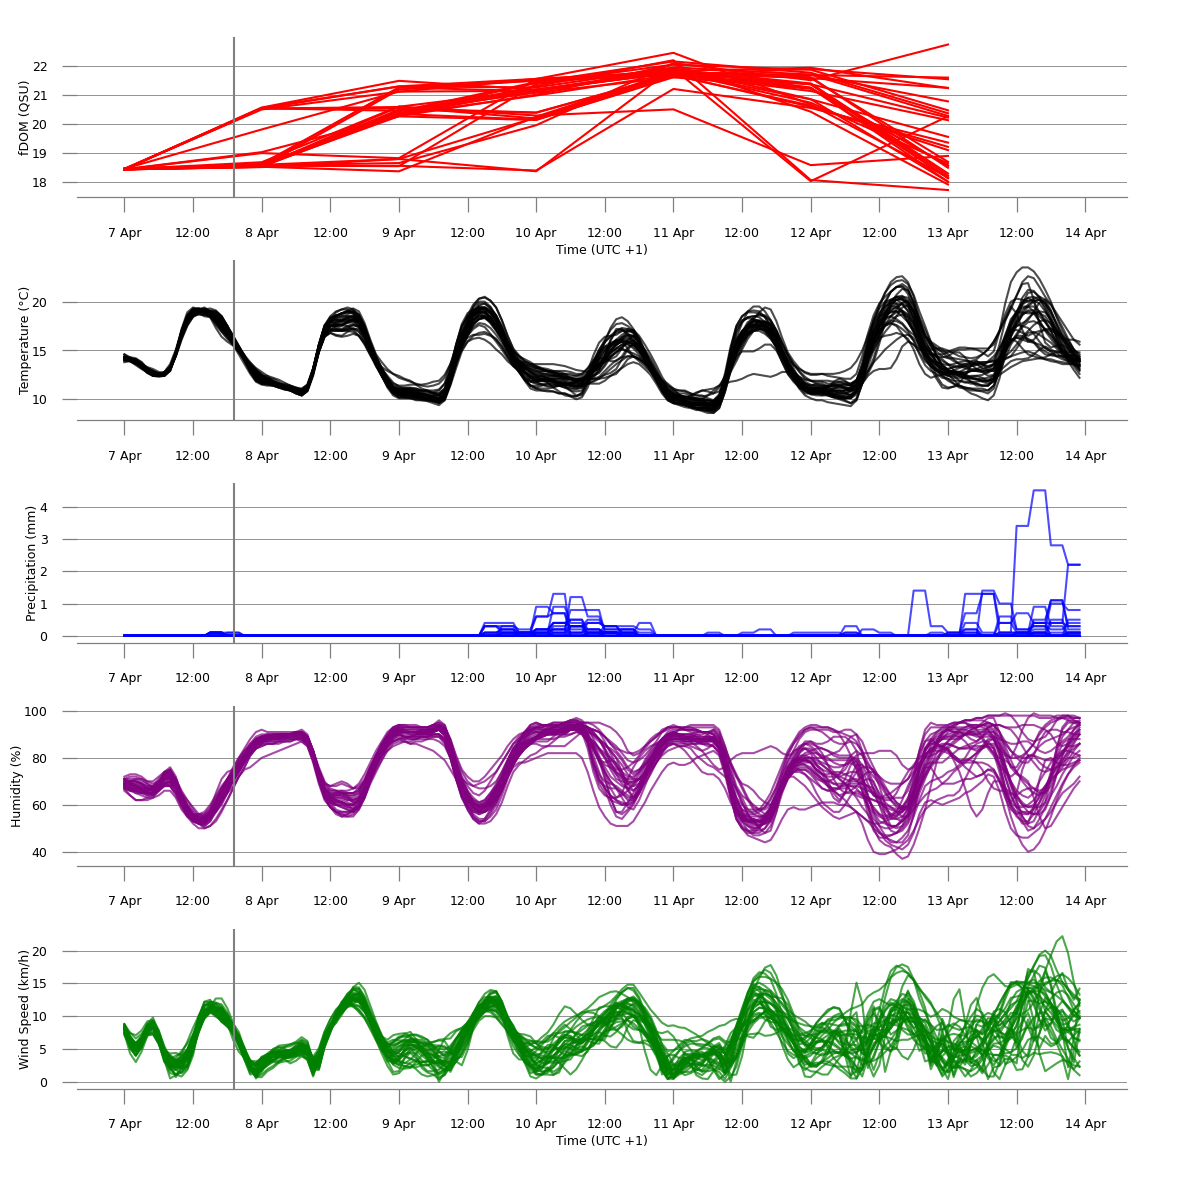 22
21
20
19
18
fDOM (QSU)
7 Apr 12:00 8 Apr 12:00 9 Apr 12:00 10 Apr 12:00 11 Apr 12:00 12 Apr 12:00 13 Apr 12:00 14 Apr
Time (UTC +1)
20
15
10
Temperature (°C)
7 Apr 12:00 8 Apr 12:00 9 Apr 12:00 10 Apr 12:00 11 Apr 12:00 12 Apr 12:00 13 Apr 12:00 14 Apr
4
3
2
1
0
Precipitation (mm)
7 Apr 12:00 8 Apr 12:00 9 Apr 12:00 10 Apr 12:00 11 Apr 12:00 12 Apr 12:00 13 Apr 12:00 14 Apr
100
80
60
40
Humidity (%)
7 Apr 12:00 8 Apr 12:00 9 Apr 12:00 10 Apr 12:00 11 Apr 12:00 12 Apr 12:00 13 Apr 12:00 14 Apr
20
15
10
5
0
Wind Speed (km/h)
7 Apr 12:00 8 Apr 12:00 9 Apr 12:00 10 Apr 12:00 11 Apr 12:00 12 Apr 12:00 13 Apr 12:00 14 Apr
Time (UTC +1)